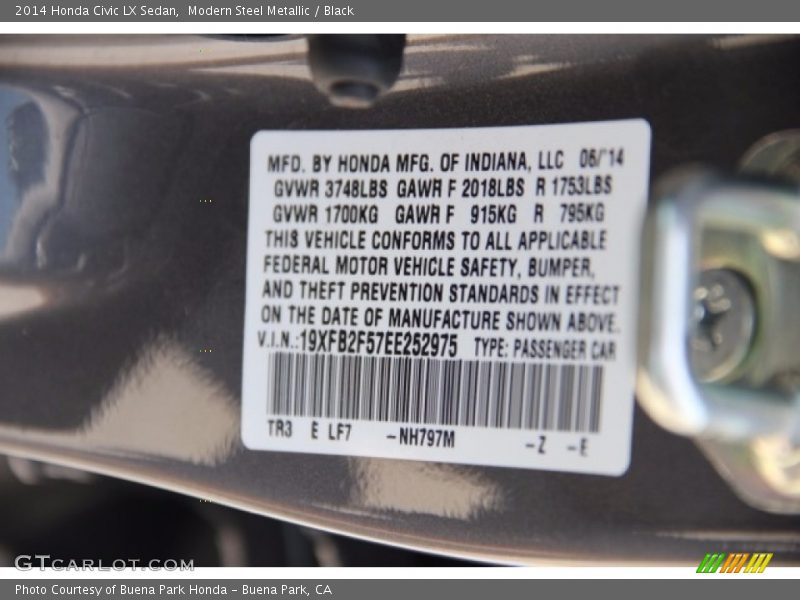 2014 Honda Civic LX Sedan, Modern Steel Metallic / Black
MFD. BY HONDA MFG. OF INDIANA, LLC 06/'14
GVWR 3748LBS GAWR F 2018LBS R 1753LBS
GVWR 1700KG GAWR F 915KG R 795KG
THIS VEHICLE CONFORMS TO ALL APPLICABLE
FEDERAL MOTOR VEHICLE SAFETY, BUMPER,
AND THEFT PREVENTION STANDARDS IN EFFECT
ON THE DATE OF MANUFACTURE SHOWN ABOVE.
V.I.N.:19XFB2F57EE252975 TYPE: PASSENGER CAR
TR3 E LF7 -NH797M -Z -E
GTCARLOT.COM
Photo Courtesy of Buena Park Honda - Buena Park, CA